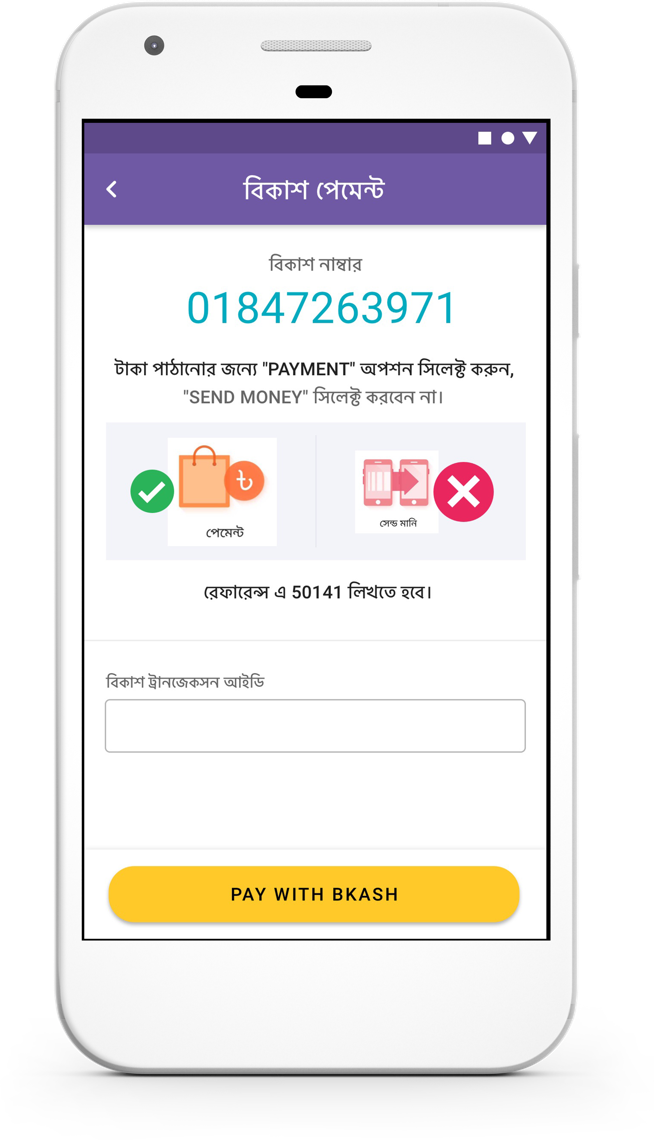 বিকাশ পেমেন্ট
বিকাশ নাম্বার
01847263971
টাকা পাঠানোর জন্যে "PAYMENT" অপশন সিলেক্ট করুন,
"SEND MONEY" সিলেক্ট করবেন না।
৳
পেমেন্ট
সেন্ড মানি
রেফারেন্স এ 50141 লিখতে হবে।
বিকাশ ট্রানজেকসন আইডি
PAY WITH BKASH